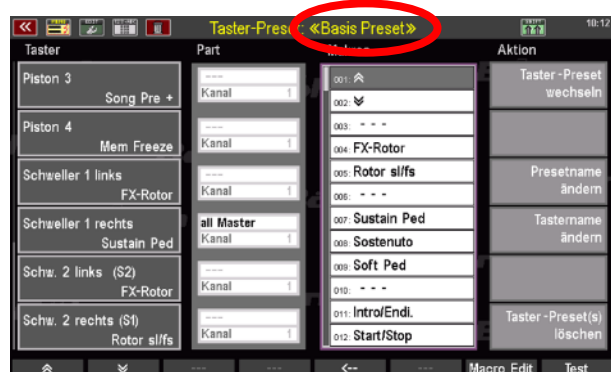 Taster-Preset: «Basis Preset» 10:12
Taster Part Makros Aktion
Piston 3
Song Pre +
Piston 4
Mem Freeze
Schweller 1 links
FX-Rotor
Schweller 1 rechts
Sustain Ped
Schw. 2 links (S2)
FX-Rotor
Schw. 2 rechts (S1)
Rotor sl/fs
---
Kanal 1
---
Kanal 1
---
Kanal 1
all Master
Kanal 1
---
Kanal 1
---
Kanal 1
001:
002:
003: - - -
004: FX-Rotor
005: Rotor sl/fs
006: - - -
007: Sustain Ped
008: Sostenuto
009: Soft Ped
010: - - -
011: Intro/Endi.
012: Start/Stop
Taster-Preset
wechseln
Presetname
ändern
Tastername
ändern
Taster-Preset(s)
löschen
--- --- <-- --- Macro Edit Test